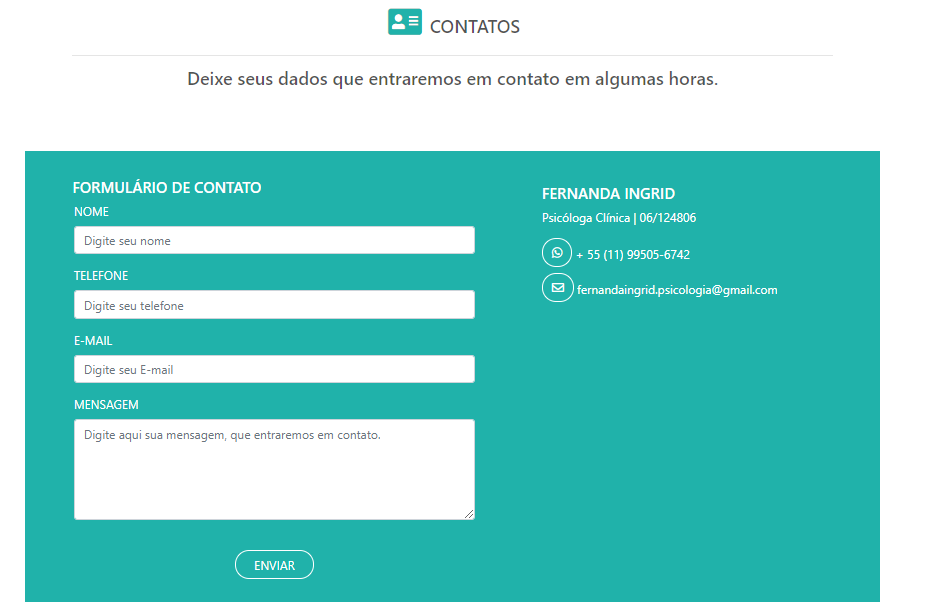 CONTATOS
Deixe seus dados que entraremos em contato em algumas horas.
FORMULÁRIO DE CONTATO
NOME
Digite seu nome
TELEFONE
Digite seu telefone
E-MAIL
Digite seu E-mail
MENSAGEM
Digite aqui sua mensagem, que entraremos em contato.
ENVIAR
FERNANDA INGRID
Psicóloga Clínica | 06/124806
+ 55 (11) 99505-6742
fernandaingrid.psicologia@gmail.com